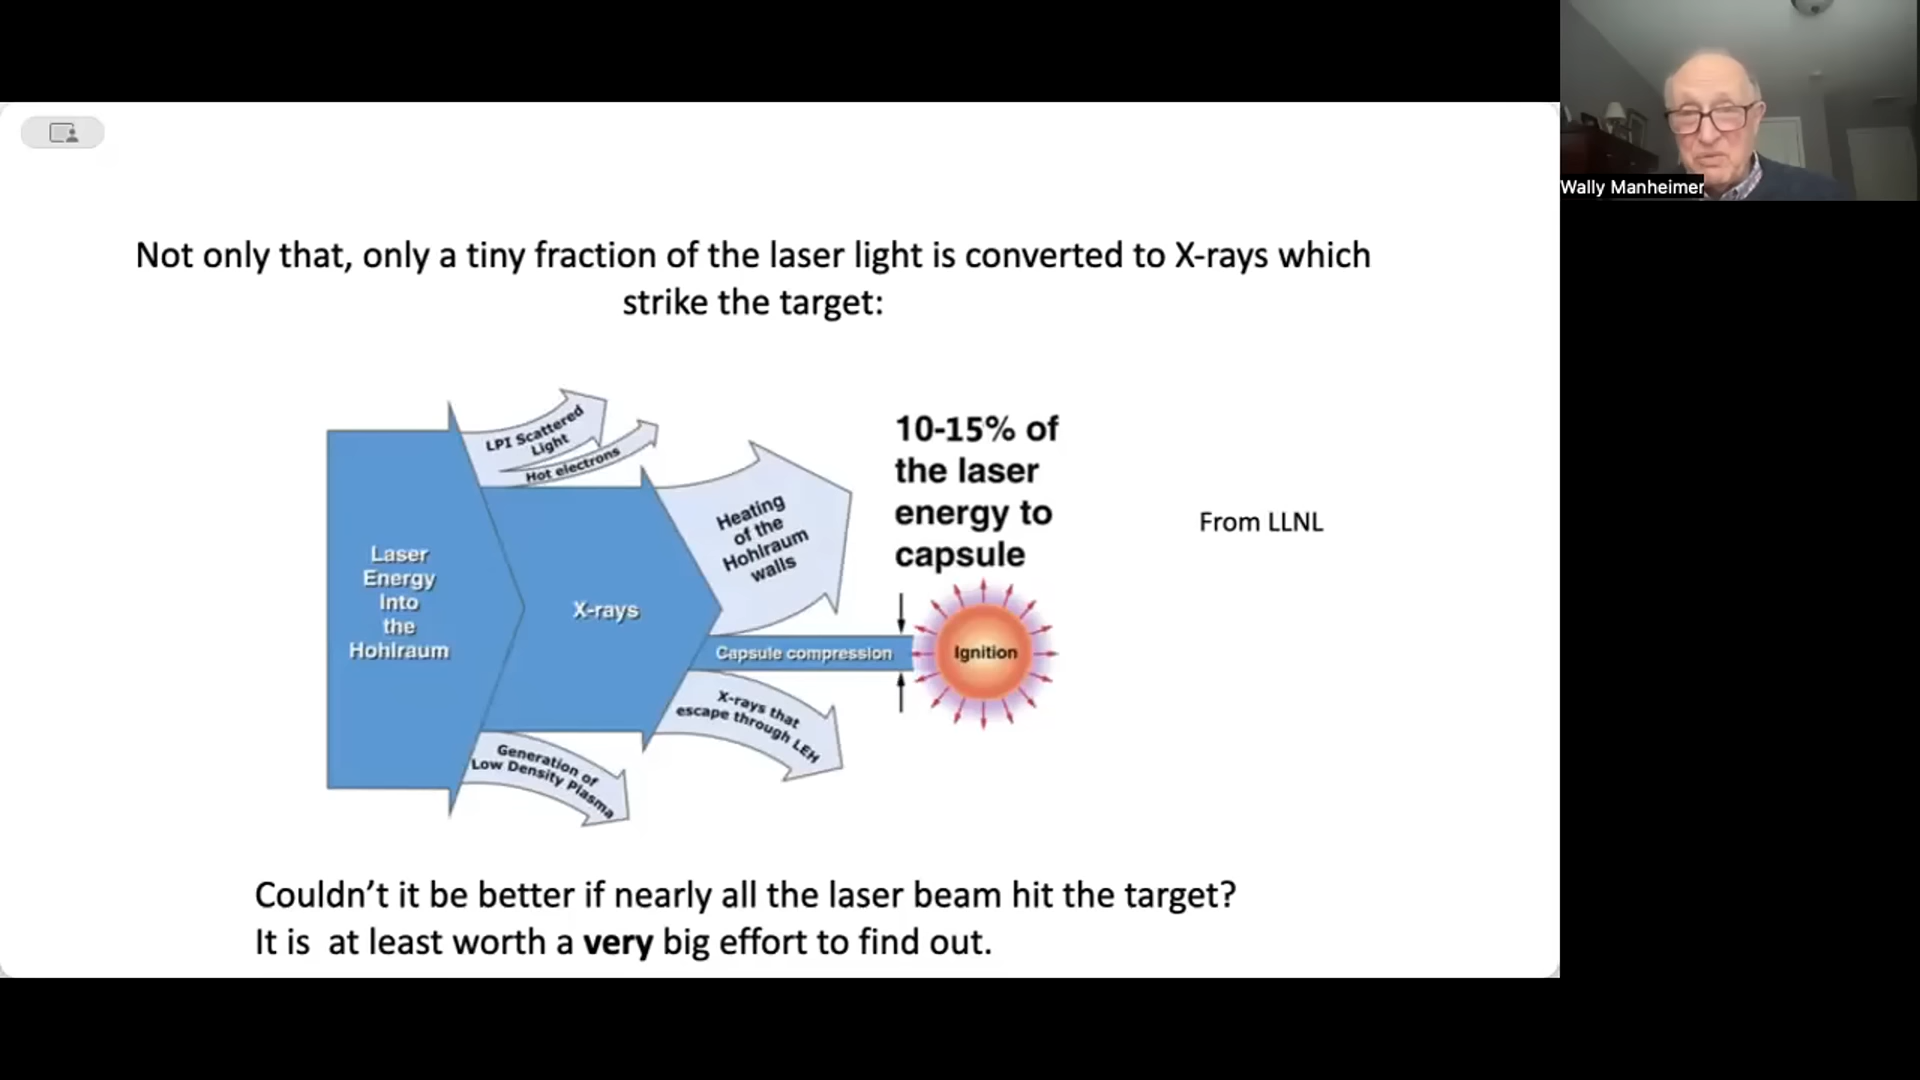 Wally Manheimer
Not only that, only a tiny fraction of the laser light is converted to X-rays which
strike the target:
LPI Scattered
Light
Hot electrons
Laser
Energy
Into
the
Hohlraum
X-rays
Heating
of the
Hohlraum
walls
10-15% of
the laser
energy to
capsule
From LLNL
Capsule compression
Ignition
X-rays that
escape through LEH
Generation of
Low Density Plasma
Couldn’t it be better if nearly all the laser beam hit the target?
It is  at least worth a very big effort to find out.